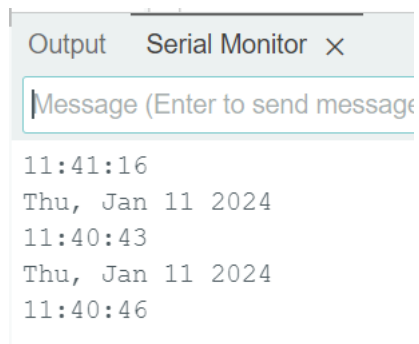 Output Serial Monitor ×
Message (Enter to send message
11:41:16
Thu, Jan 11 2024
11:40:43
Thu, Jan 11 2024
11:40:46